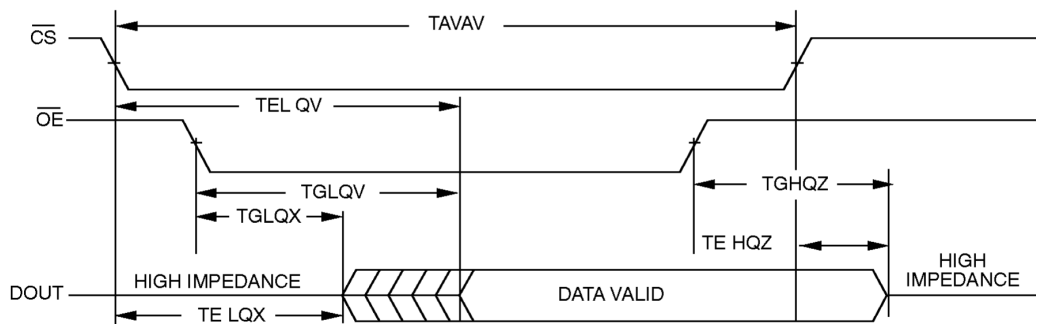 TAVAV
CS
TEL QV
OE
TGLQV
TGHQZ
TGLQX
TE HQZ
HIGH IMPEDANCE
HIGH
IMPEDANCE
DOUT
DATA VALID
TE LQX